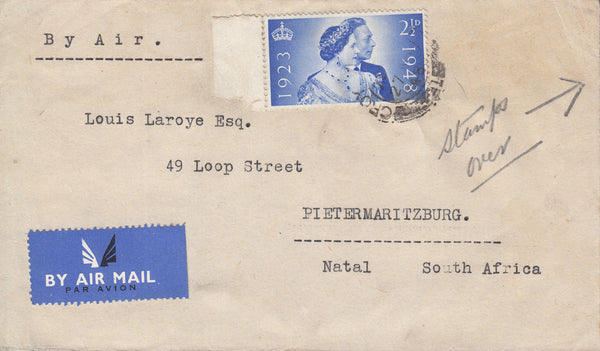 By Air.
1923 2½D 1948
Louis Laroye Esq.
49 Loop Street
PIETERMARITZBURG.
Natal South Africa
stamps
over
BY AIR MAIL
PAR AVION